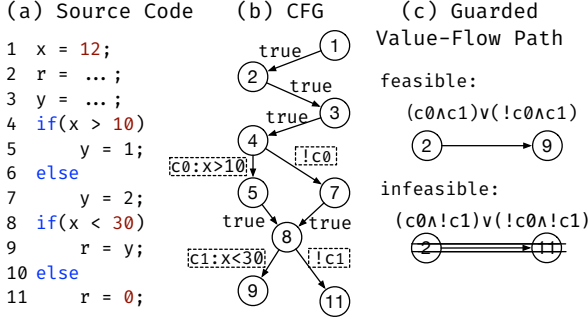 (a) Source Code
1 x = 12;
2 r = ...;
3 y = ...;
4 if(x > 10)
5 y = 1;
6 else
7 y = 2;
8 if(x < 30)
9 r = y;
10 else
11 r = 0;
(b) CFG
1
true
2
true
3
true
4
c0:x>10
!c0
5
7
true
true
8
c1:x<30
!c1
9
11
(c) Guarded
Value-Flow Path
feasible:
(c0∧c1)∨(!c0∧c1)
2
9
infeasible:
(c0∧!c1)∨(!c0∧!c1)
2
11